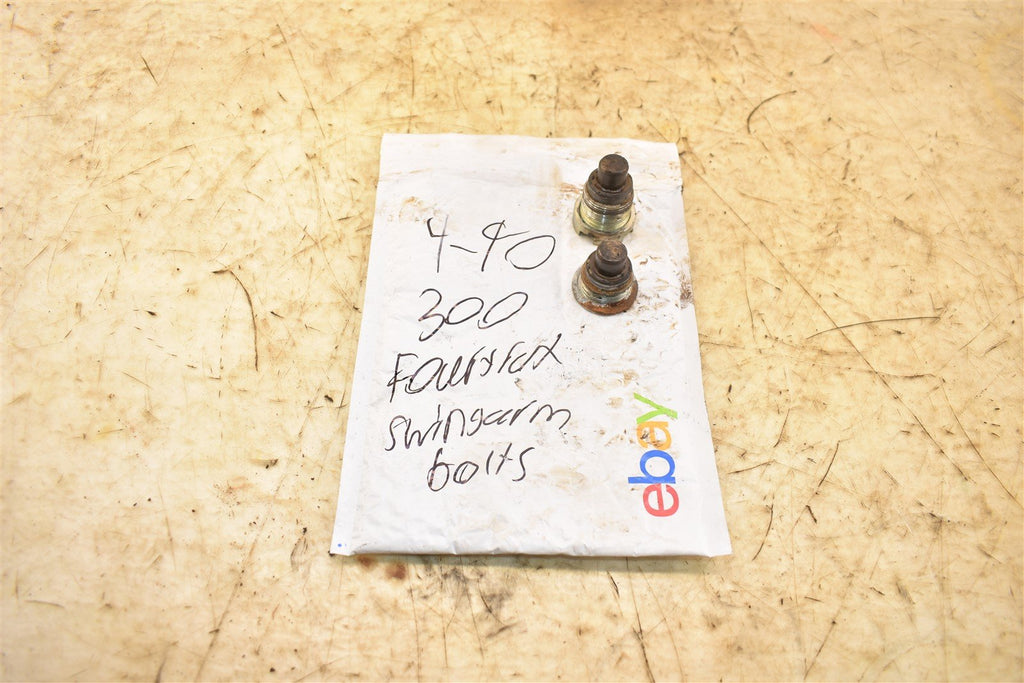 4-90
300
Fourtrax
swingarm
bolts
ebay